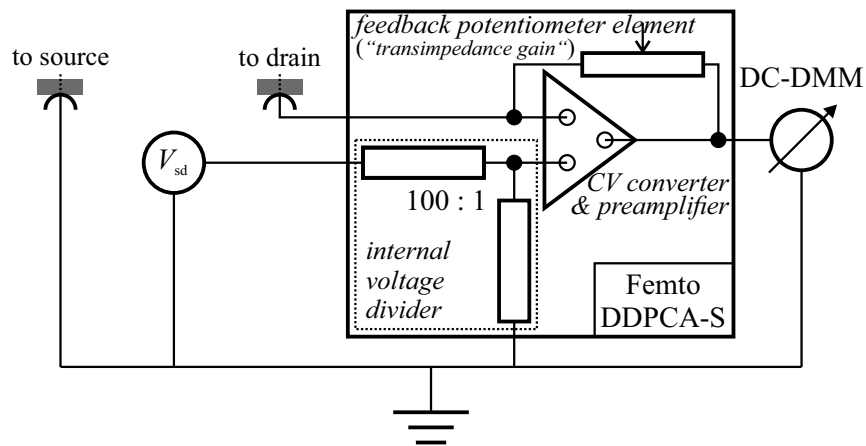 feedback potentiometer element
(“transimpedance gain“)
to source
to drain
DC-DMM
Vsd
100 : 1
CV converter
& preamplifier
internal
voltage
divider
Femto
DDPCA-S